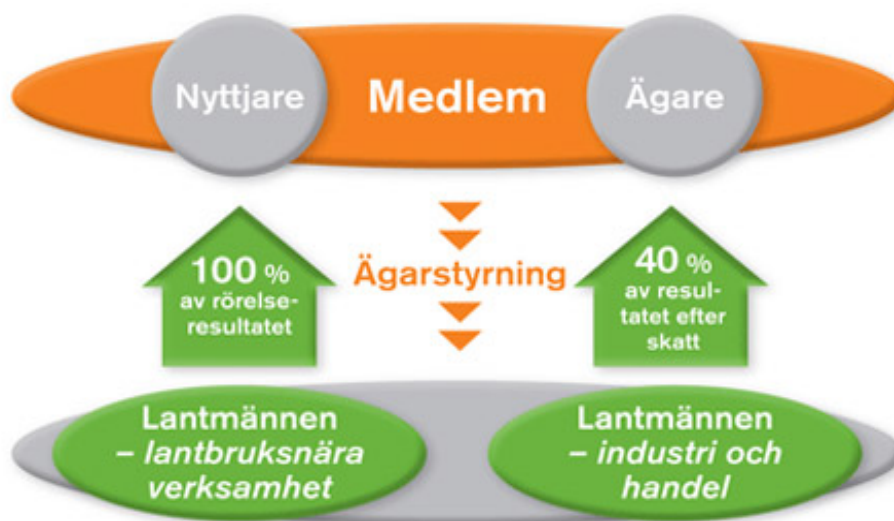 Nyttjare
Medlem
Ägare
100 %
av rörelse-
resultatet
Ägarstyrning
40 %
av resul-
tatet efter
skatt
Lantmännen
– lantbruksnära
verksamhet
Lantmännen
– industri och
handel